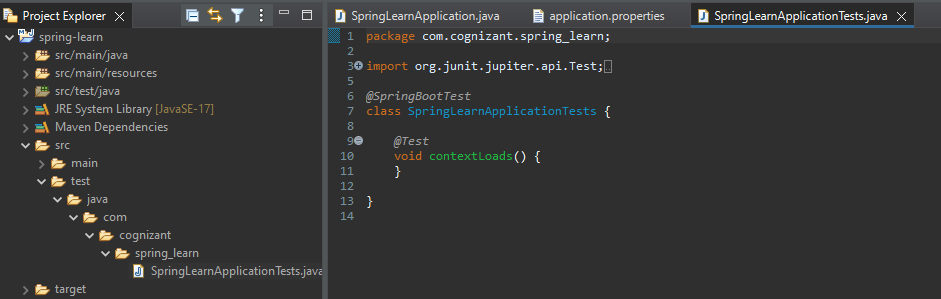 Project Explorer
spring-learn
src/main/java
src/main/resources
src/test/java
JRE System Library [JavaSE-17]
Maven Dependencies
src
main
test
java
com
cognizant
spring_learn
SpringLearnApplicationTests.java
target
SpringLearnApplication.java
application.properties
SpringLearnApplicationTests.java
1 package com.cognizant.spring_learn;
2
3 import org.junit.jupiter.api.Test;
6 @SpringBootTest
7 class SpringLearnApplicationTests {
8
9 @Test
10 void contextLoads() {
11 }
12
13 }
14